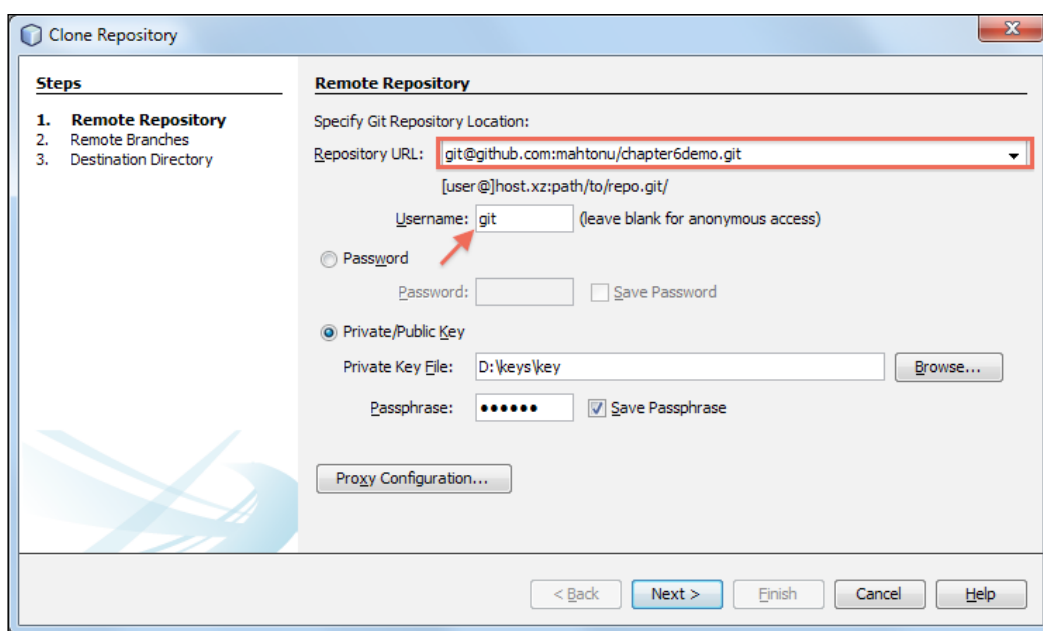 Clone Repository
Steps
1. Remote Repository
2. Remote Branches
3. Destination Directory
Remote Repository
Specify Git Repository Location:
Repository URL: git@github.com:mahtonu/chapter6demo.git
[user@]host.xz:path/to/repo.git/
Username: git (leave blank for anonymous access)
Password
Password: Save Password
Private/Public Key
Private Key File: D:\keys\key Browse...
Passphrase: •••••• Save Passphrase
Proxy Configuration...
< Back Next > Finish Cancel Help